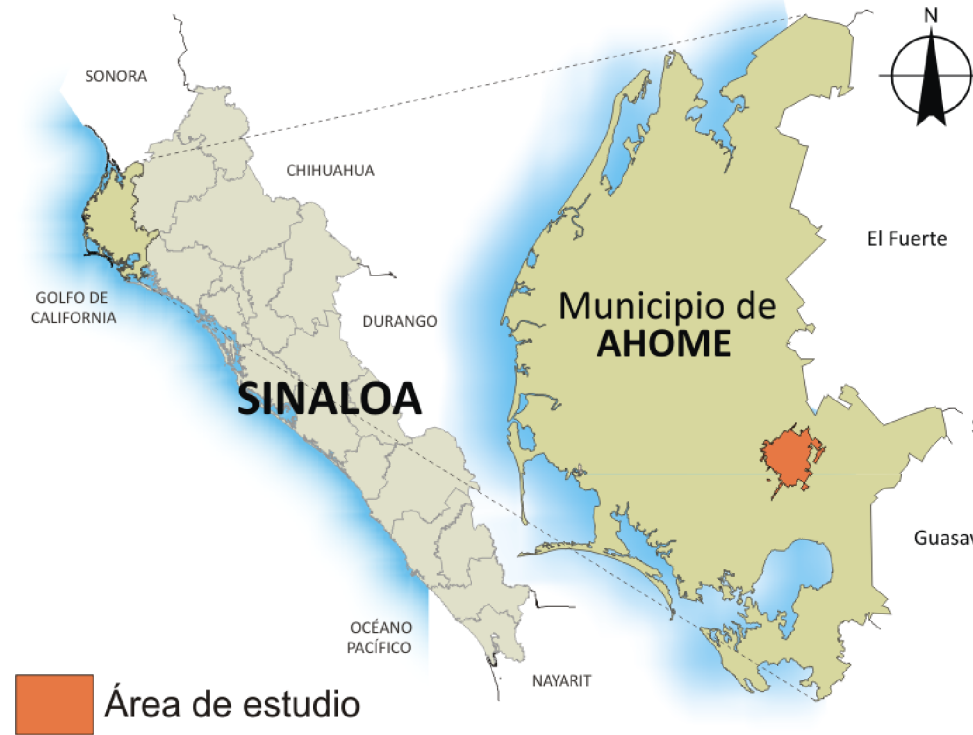 N
SONORA
CHIHUAHUA
El Fuerte
GOLFO DE
CALIFORNIA
Municipio de
AHOME
DURANGO
SINALOA
OCÉANO
PACÍFICO
NAYARIT
Área de estudio